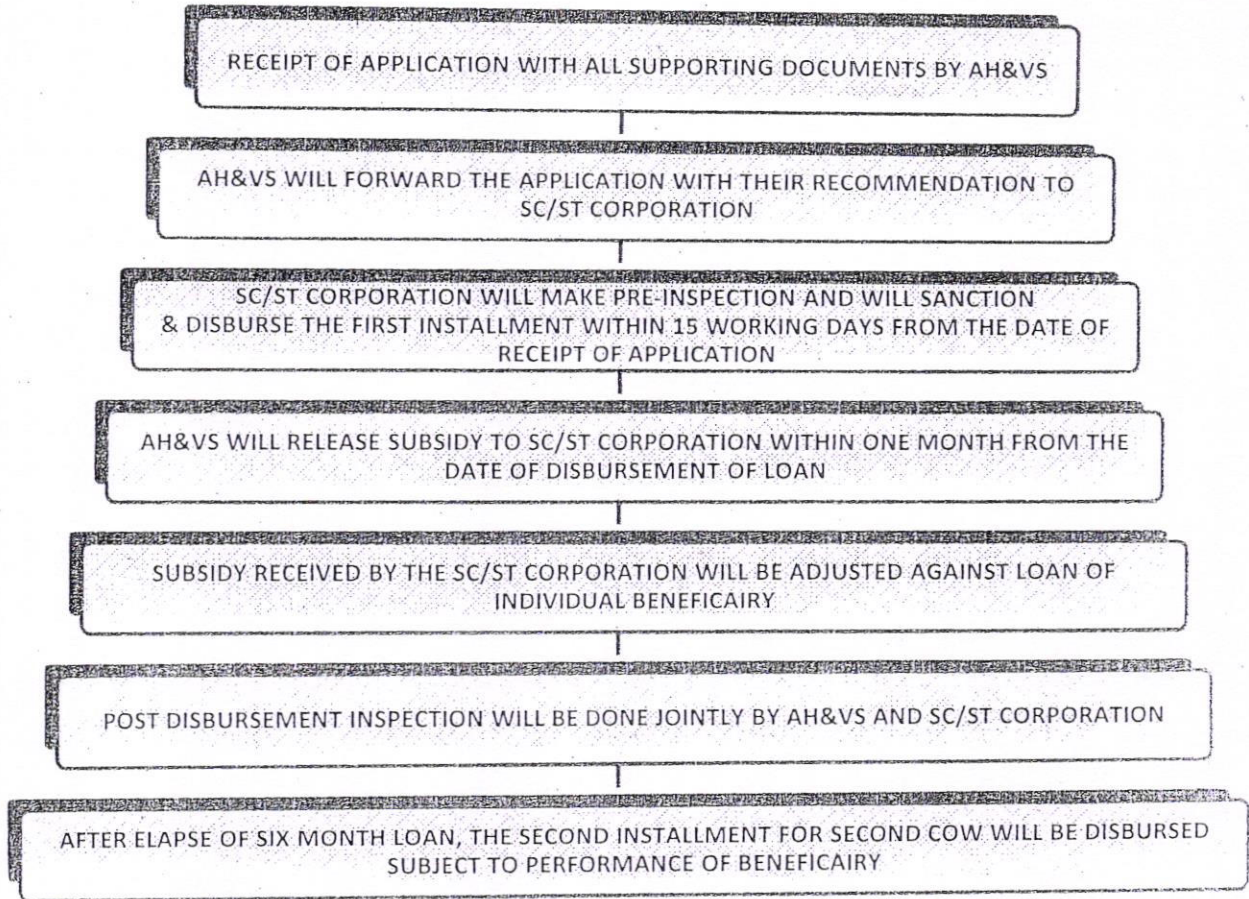 RECEIPT OF APPLICATION WITH ALL SUPPORTING DOCUMENTS BY AH&VS
AH&VS WILL FORWARD THE APPLICATION WITH THEIR RECOMMENDATION TO
SC/ST CORPORATION
SC/ST CORPORATION WILL MAKE PRE-INSPECTION AND WILL SANCTION
& DISBURSE THE FIRST INSTALLMENT WITHIN 15 WORKING DAYS FROM THE DATE OF
RECEIPT OF APPLICATION
AH&VS WILL RELEASE SUBSIDY TO SC/ST CORPORATION WITHIN ONE MONTH FROM THE
DATE OF DISBURSEMENT OF LOAN
SUBSIDY RECEIVED BY THE SC/ST CORPORATION WILL BE ADJUSTED AGAINST LOAN OF
INDIVIDUAL BENEFICAIRY
POST DISBURSEMENT INSPECTION WILL BE DONE JOINTLY BY AH&VS AND SC/ST CORPORATION
AFTER ELAPSE OF SIX MONTH LOAN, THE SECOND INSTALLMENT FOR SECOND COW WILL BE DISBURSED
SUBJECT TO PERFORMANCE OF BENEFICAIRY